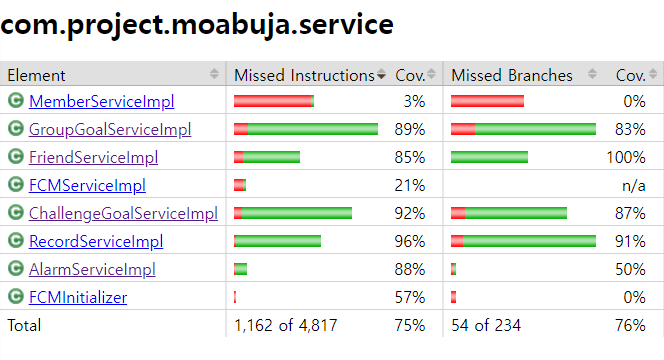 com.project.moabuja.service
Element Missed Instructions Cov. Missed Branches Cov.
MemberServiceImpl 3% 0%
GroupGoalServiceImpl 89% 83%
FriendServiceImpl 85% 100%
FCMServiceImpl 21% n/a
ChallengeGoalServiceImpl 92% 87%
RecordServiceImpl 96% 91%
AlarmServiceImpl 88% 50%
FCMInitializer 57% 0%
Total 1,162 of 4,817 75% 54 of 234 76%